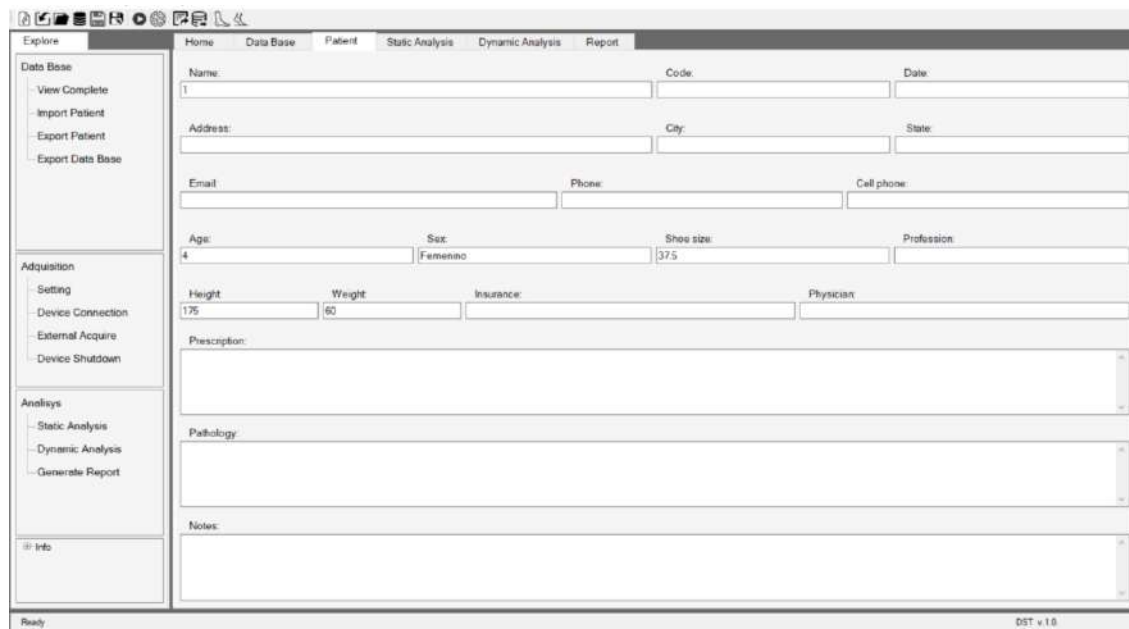 Explore
Home Data Base Patient Static Analysis Dynamic Analysis Report
Data Base
View Complete
Import Patient
Export Patient
Export Data Base
Adquisition
Setting
Device Connection
External Acquire
Device Shutdown
Analisys
Static Analysis
Dynamic Analysis
Generate Report
Info
Name: Code: Date:
1
Address: City: State:
Email: Phone: Cell phone:
Age: Sex: Shoe size: Profession:
4 Femenino 37.5
Height: Weight: Insurance: Physician:
175 60
Prescription:
Pathology:
Notes:
Ready DST v.1.0.